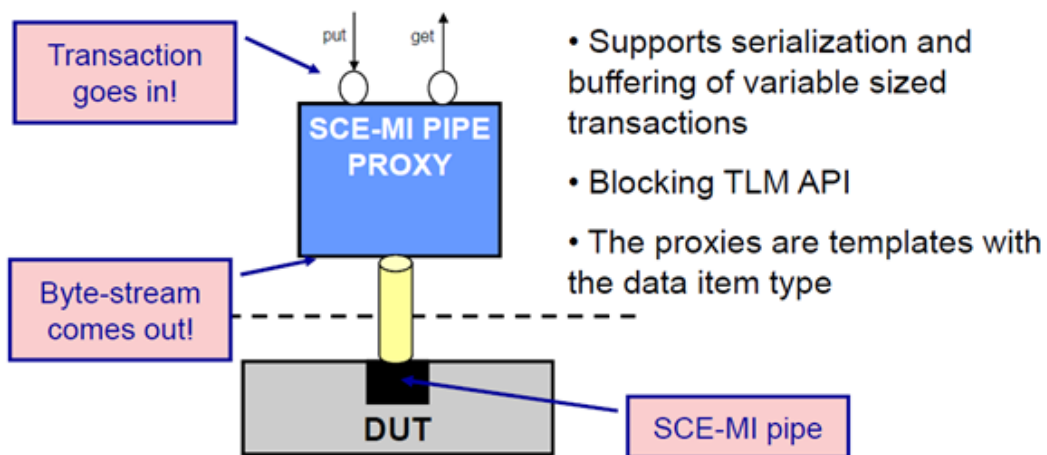 Transaction
goes in!
put
get
SCE-MI PIPE
PROXY
Byte-stream
comes out!
DUT
SCE-MI pipe
• Supports serialization and
buffering of variable sized
transactions
• Blocking TLM API
• The proxies are templates with
the data item type